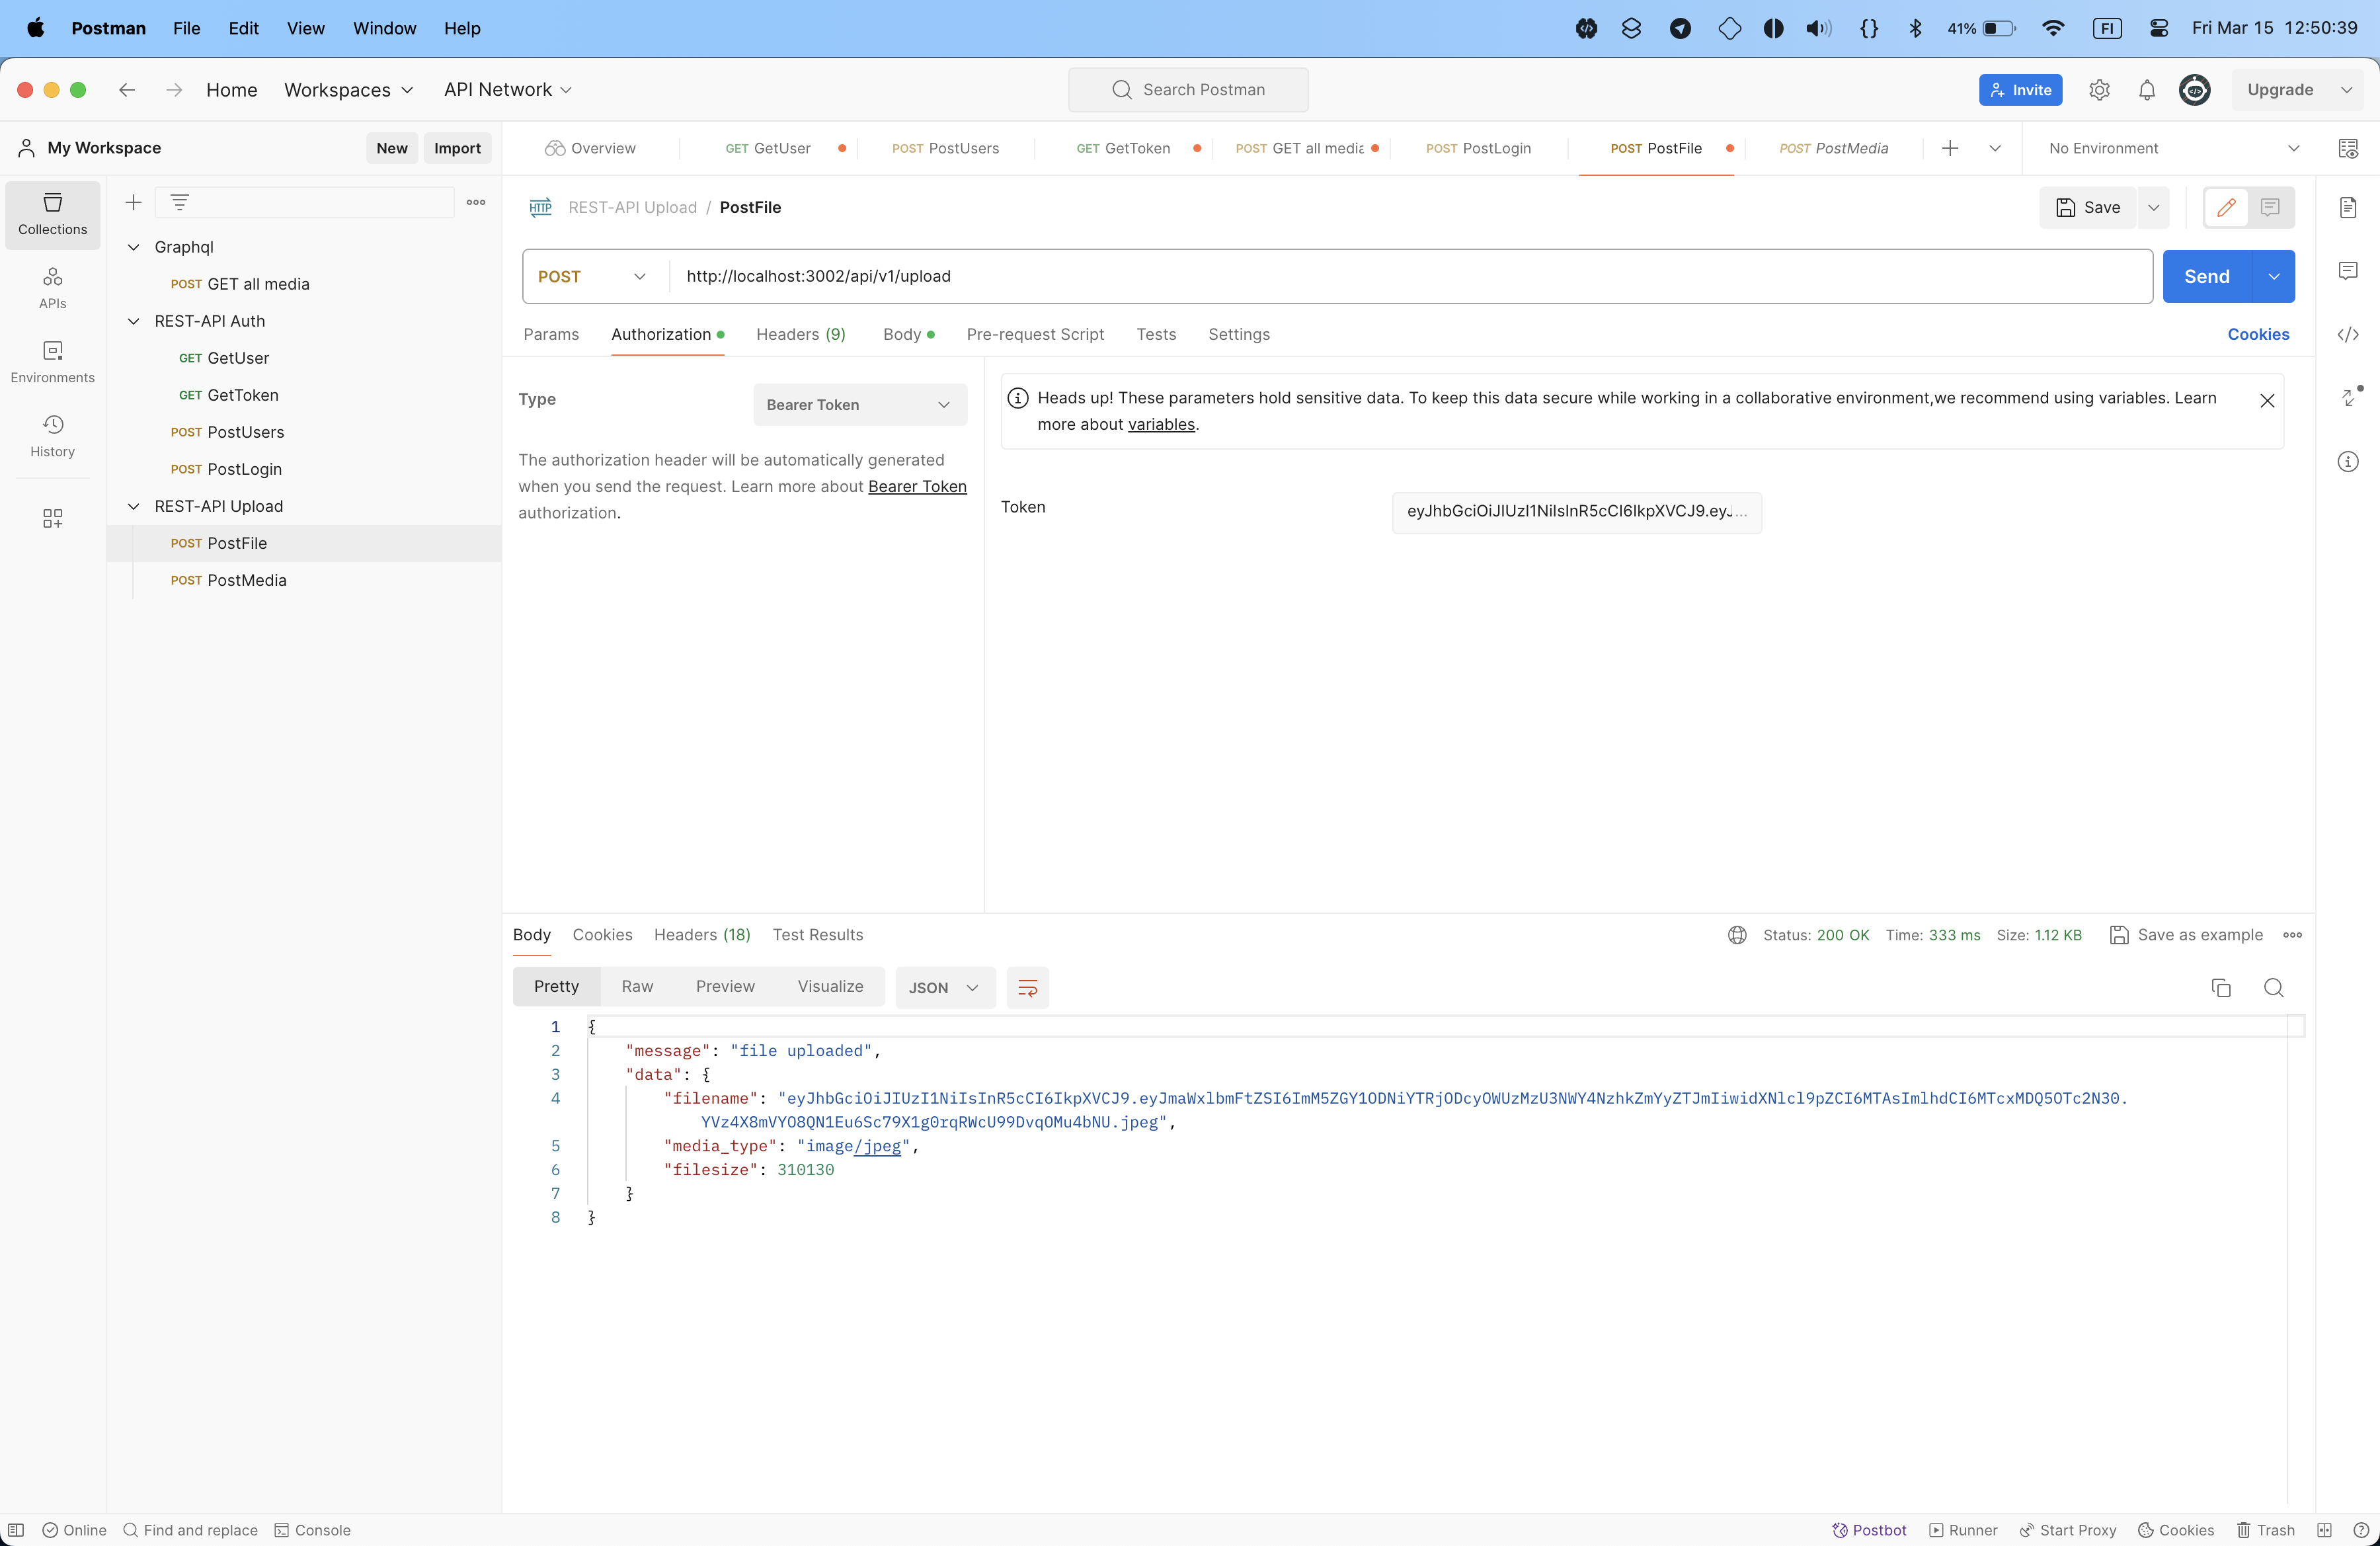 Postman File Edit View Window Help 41% FI Fri Mar 15 12:50:39
Home Workspaces API Network Search Postman Invite Upgrade
My Workspace New Import Overview GET GetUser POST PostUsers GET GetToken POST GET all media POST PostLogin POST PostFile POST PostMedia No Environment
Collections
APIs
Environments
History
Graphql
POST GET all media
REST-API Auth
GET GetUser
GET GetToken
POST PostUsers
POST PostLogin
REST-API Upload
POST PostFile
POST PostMedia
HTTP REST-API Upload / PostFile Save
POST http://localhost:3002/api/v1/upload Send
Params Authorization Headers (9) Body Pre-request Script Tests Settings Cookies
Type Bearer Token
The authorization header will be automatically generated
when you send the request. Learn more about Bearer Token
authorization.
Heads up! These parameters hold sensitive data. To keep this data secure while working in a collaborative environment,we recommend using variables. Learn
more about variables.
Token eyJhbGciOiJIUzI1NiIsInR5cCI6IkpXVCJ9.eyJ...
Body Cookies Headers (18) Test Results Status: 200 OK Time: 333 ms Size: 1.12 KB Save as example
Pretty Raw Preview Visualize JSON
1 {
2 "message": "file uploaded",
3 "data": {
4 "filename": "eyJhbGciOiJIUzI1NiIsInR5cCI6IkpXVCJ9.eyJmaWxlbmFtZSI6ImM5ZGY1ODNiYTRjODcyOWUzMzU3NWY4NzhkZmYyZTJmIiwidXNlcl9pZCI6MTAsImlhdCI6MTcxMDQ5OTc2N30.
YVz4X8mVYO8QN1Eu6Sc79X1g0rqRWcU99DvqOMu4bNU.jpeg",
5 "media_type": "image/jpeg",
6 "filesize": 310130
7 }
8 }
Online Find and replace Console Postbot Runner Start Proxy Cookies Trash